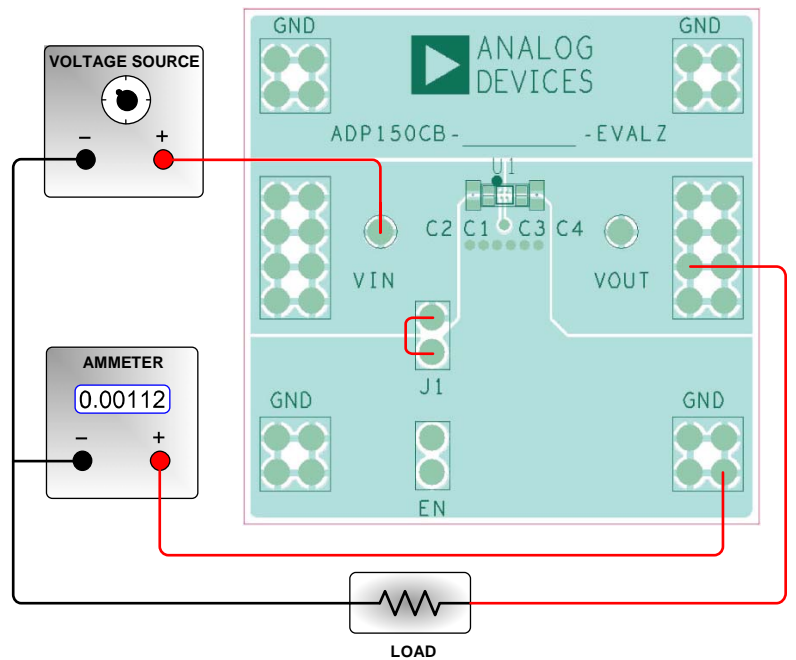 GND
GND
VOLTAGE SOURCE
ANALOG
DEVICES
− +
ADP150CB-__________-EVALZ
U1
C2 C1 C3 C4
VIN
VOUT
J1
AMMETER
0.00112
− +
GND
GND
EN
LOAD